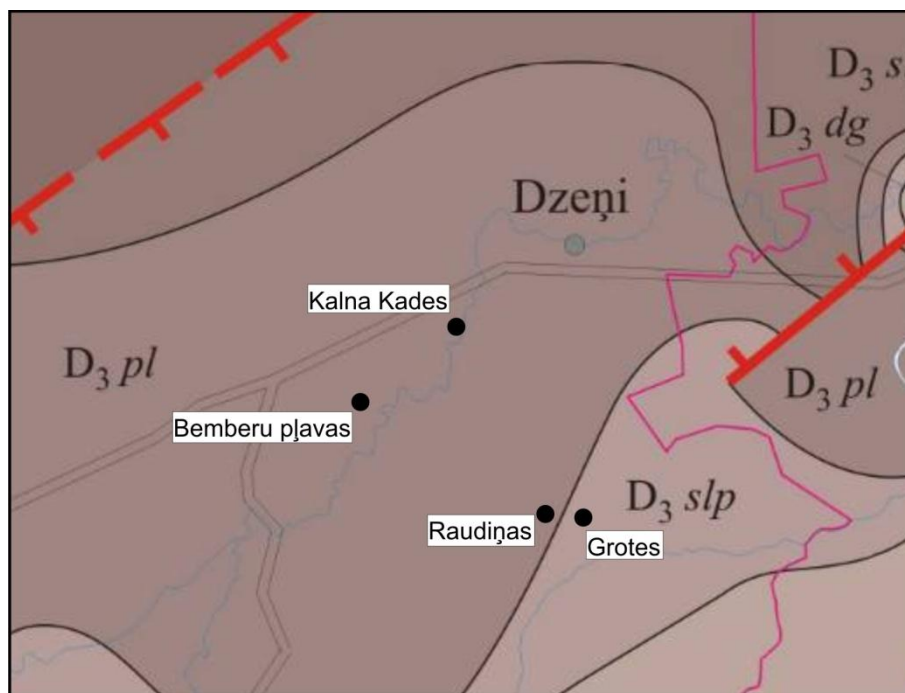 D₃ s
D₃ dg
Dzeņi
Kalna Kades
D₃ pl
D₃ pl
Bemberu pļavas
D₃ slp
Raudiņas
Grotes